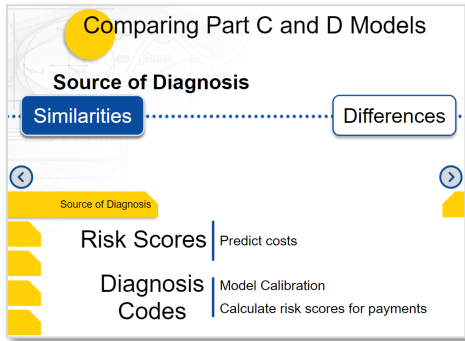 Comparing Part C and D Models
Source of Diagnosis
Similarities
Differences
Source of Diagnosis
Risk Scores
Predict costs
Diagnosis
Codes
Model Calibration
Calculate risk scores for payments